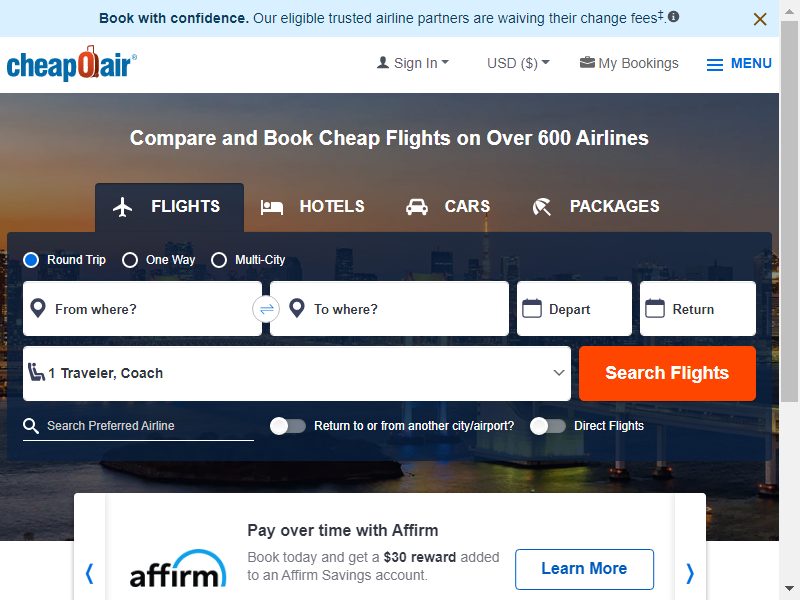 Book with confidence. Our eligible trusted airline partners are waiving their change fees‡.
cheapOair®
Sign In
USD ($)
My Bookings
MENU
Compare and Book Cheap Flights on Over 600 Airlines
FLIGHTS
HOTELS
CARS
PACKAGES
Round Trip
One Way
Multi-City
From where?
To where?
Depart
Return
1 Traveler, Coach
Search Flights
Search Preferred Airline
Return to or from another city/airport?
Direct Flights
Pay over time with Affirm
affirm
Book today and get a $30 reward added
to an Affirm Savings account.
Learn More